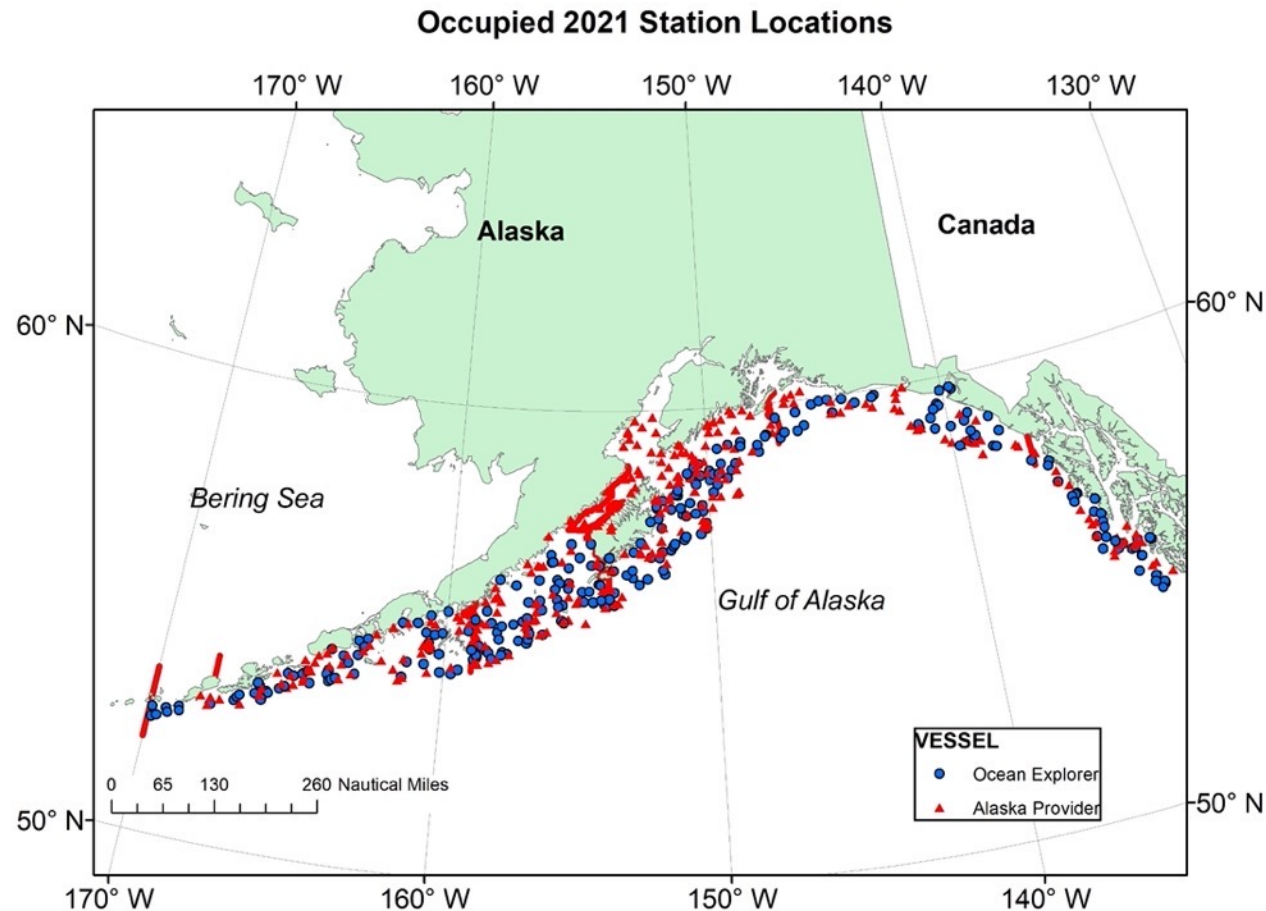 Occupied 2021 Station Locations
170° W 160° W 150° W 140° W 130° W
Alaska
Canada
60° N
60° N
Bering Sea
Gulf of Alaska
VESSEL
Ocean Explorer
Alaska Provider
0 65 130 260 Nautical Miles
50° N
50° N
170° W 160° W 150° W 140° W